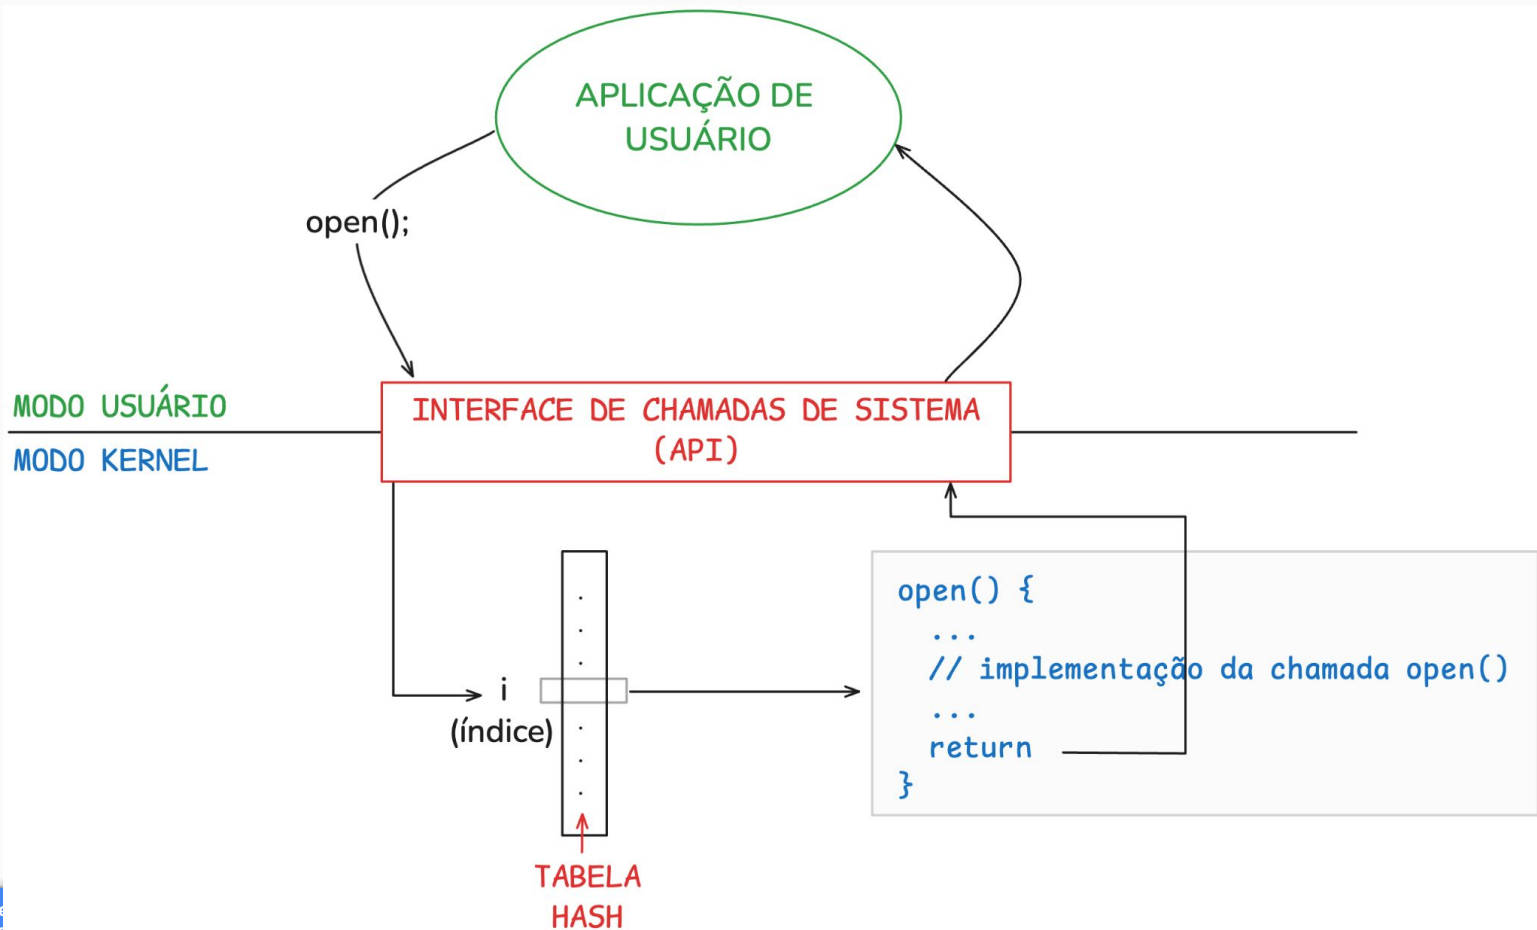 APLICAÇÃO DE
USUÁRIO
open();
MODO USUÁRIO
MODO KERNEL
INTERFACE DE CHAMADAS DE SISTEMA
(API)
i
(índice)
open() {
...
// implementação da chamada open()
...
return
}
TABELA
HASH